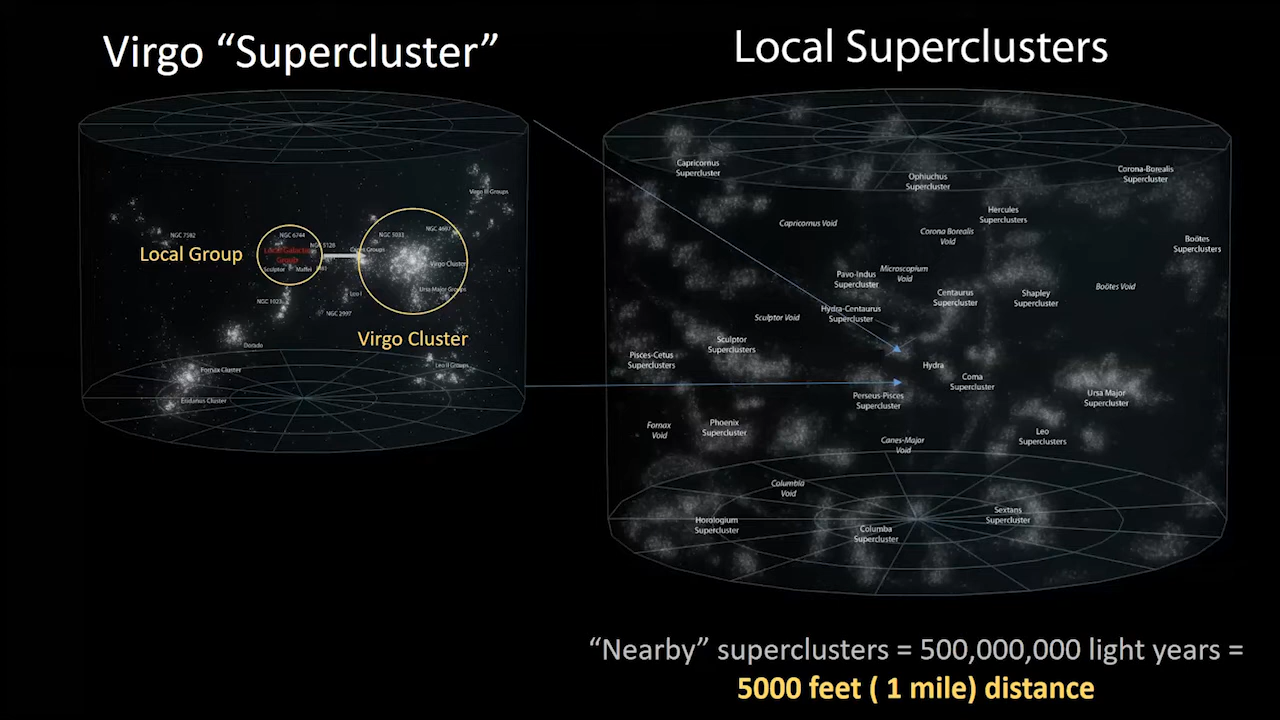 Virgo “Supercluster”
Local Superclusters
Virgo III Groups
NGC 7582
NGC 6744
NGC 5128
NGC 5033
NGC 4697
Local Group
Local Galactic
Group
Canes Groups
Sculptor
Maffei
M81
Virgo Cluster
Ursa Major Groups
Leo I
NGC 1023
NGC 2997
Virgo Cluster
Dorado
Fornax Cluster
Leo II Groups
Eridanus Cluster
Capricornus
Supercluster
Ophiuchus
Supercluster
Corona-Borealis
Supercluster
Capricornus Void
Hercules
Superclusters
Corona Borealis
Void
Boötes
Superclusters
Pavo-Indus
Supercluster
Microscopium
Void
Centaurus
Supercluster
Shapley
Supercluster
Boötes Void
Sculptor Void
Hydra-Centaurus
Supercluster
Pisces-Cetus
Superclusters
Sculptor
Superclusters
Hydra
Coma
Supercluster
Perseus-Pisces
Supercluster
Ursa Major
Supercluster
Fornax
Void
Phoenix
Supercluster
Canes-Major
Void
Leo
Superclusters
Columbia
Void
Horologium
Supercluster
Columba
Supercluster
Sextans
Supercluster
“Nearby” superclusters = 500,000,000 light years =
5000 feet ( 1 mile) distance